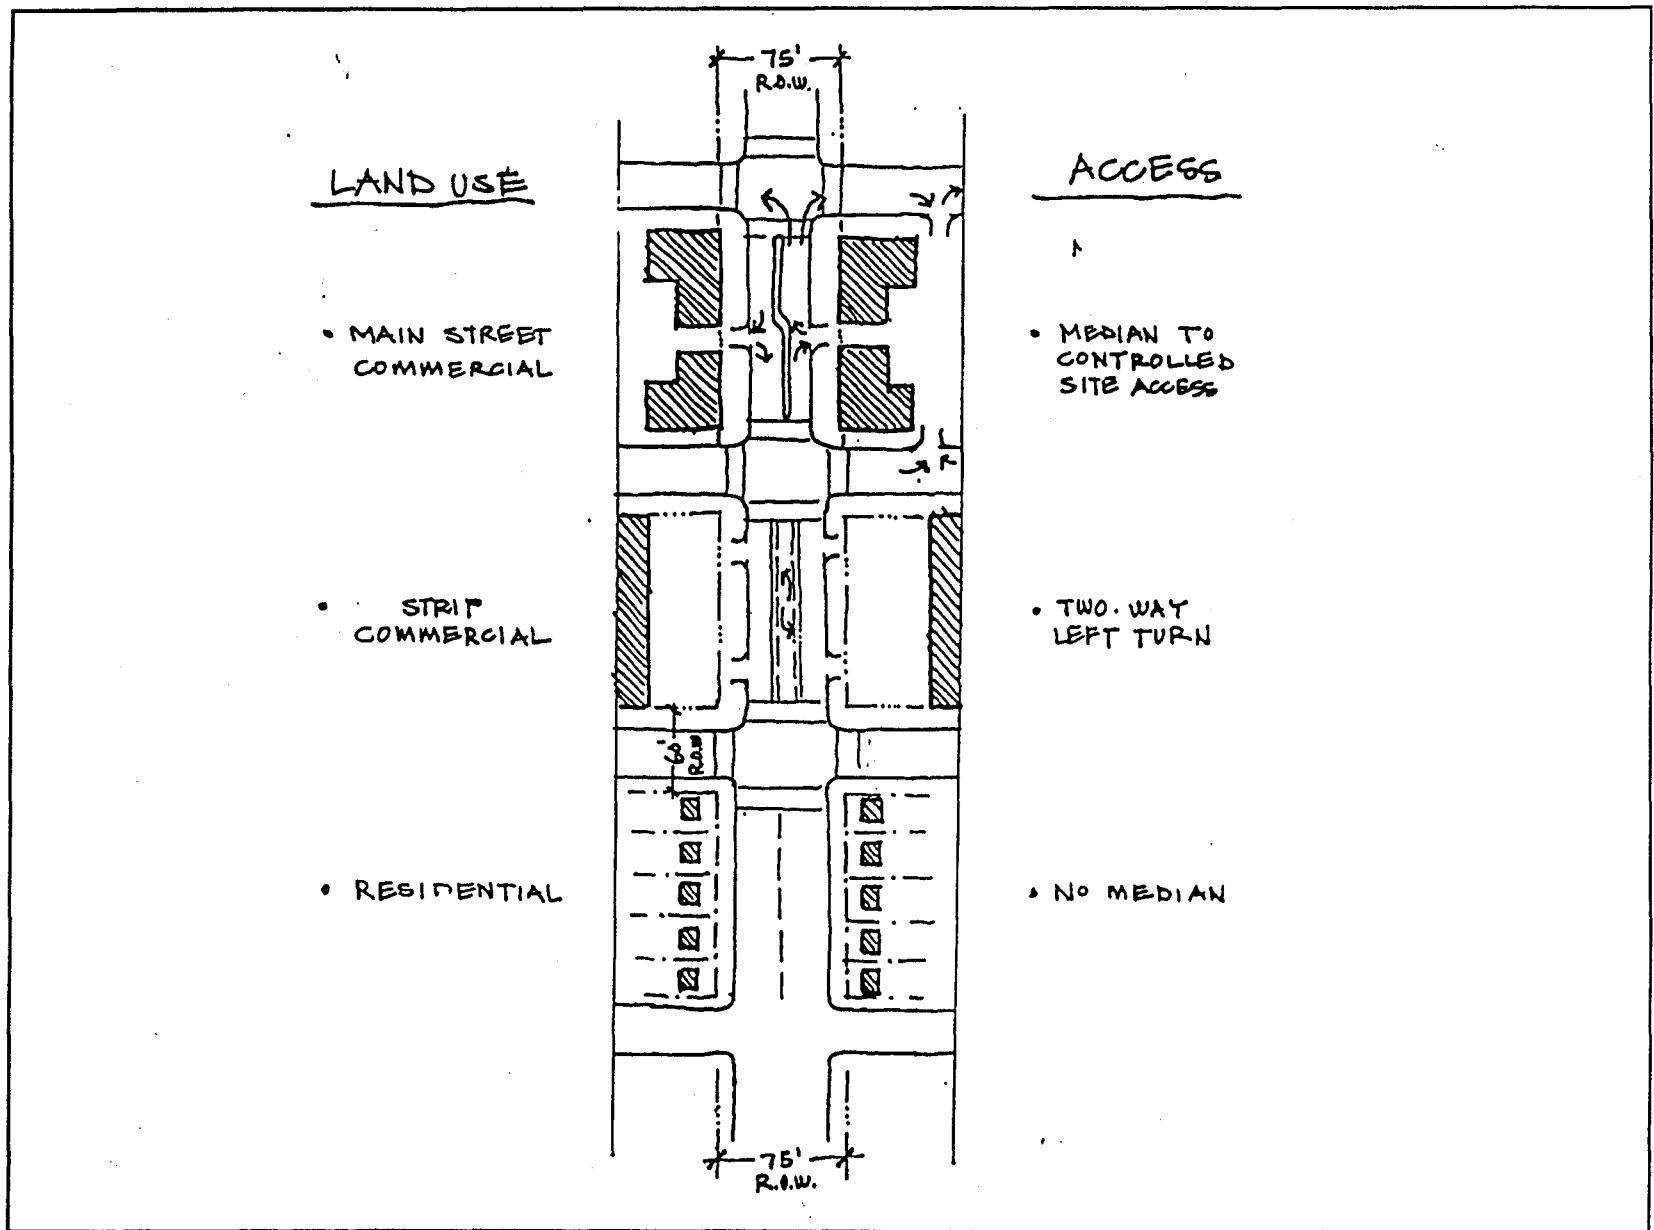 75'
R.O.W.
LAND USE
ACCESS
• MAIN STREET
COMMERCIAL
• MEDIAN TO
CONTROLLED
SITE ACCESS
• STRIP
COMMERCIAL
• TWO-WAY
LEFT TURN
R.O.W
• RESIDENTIAL
• NO MEDIAN
75'
R.O.W.